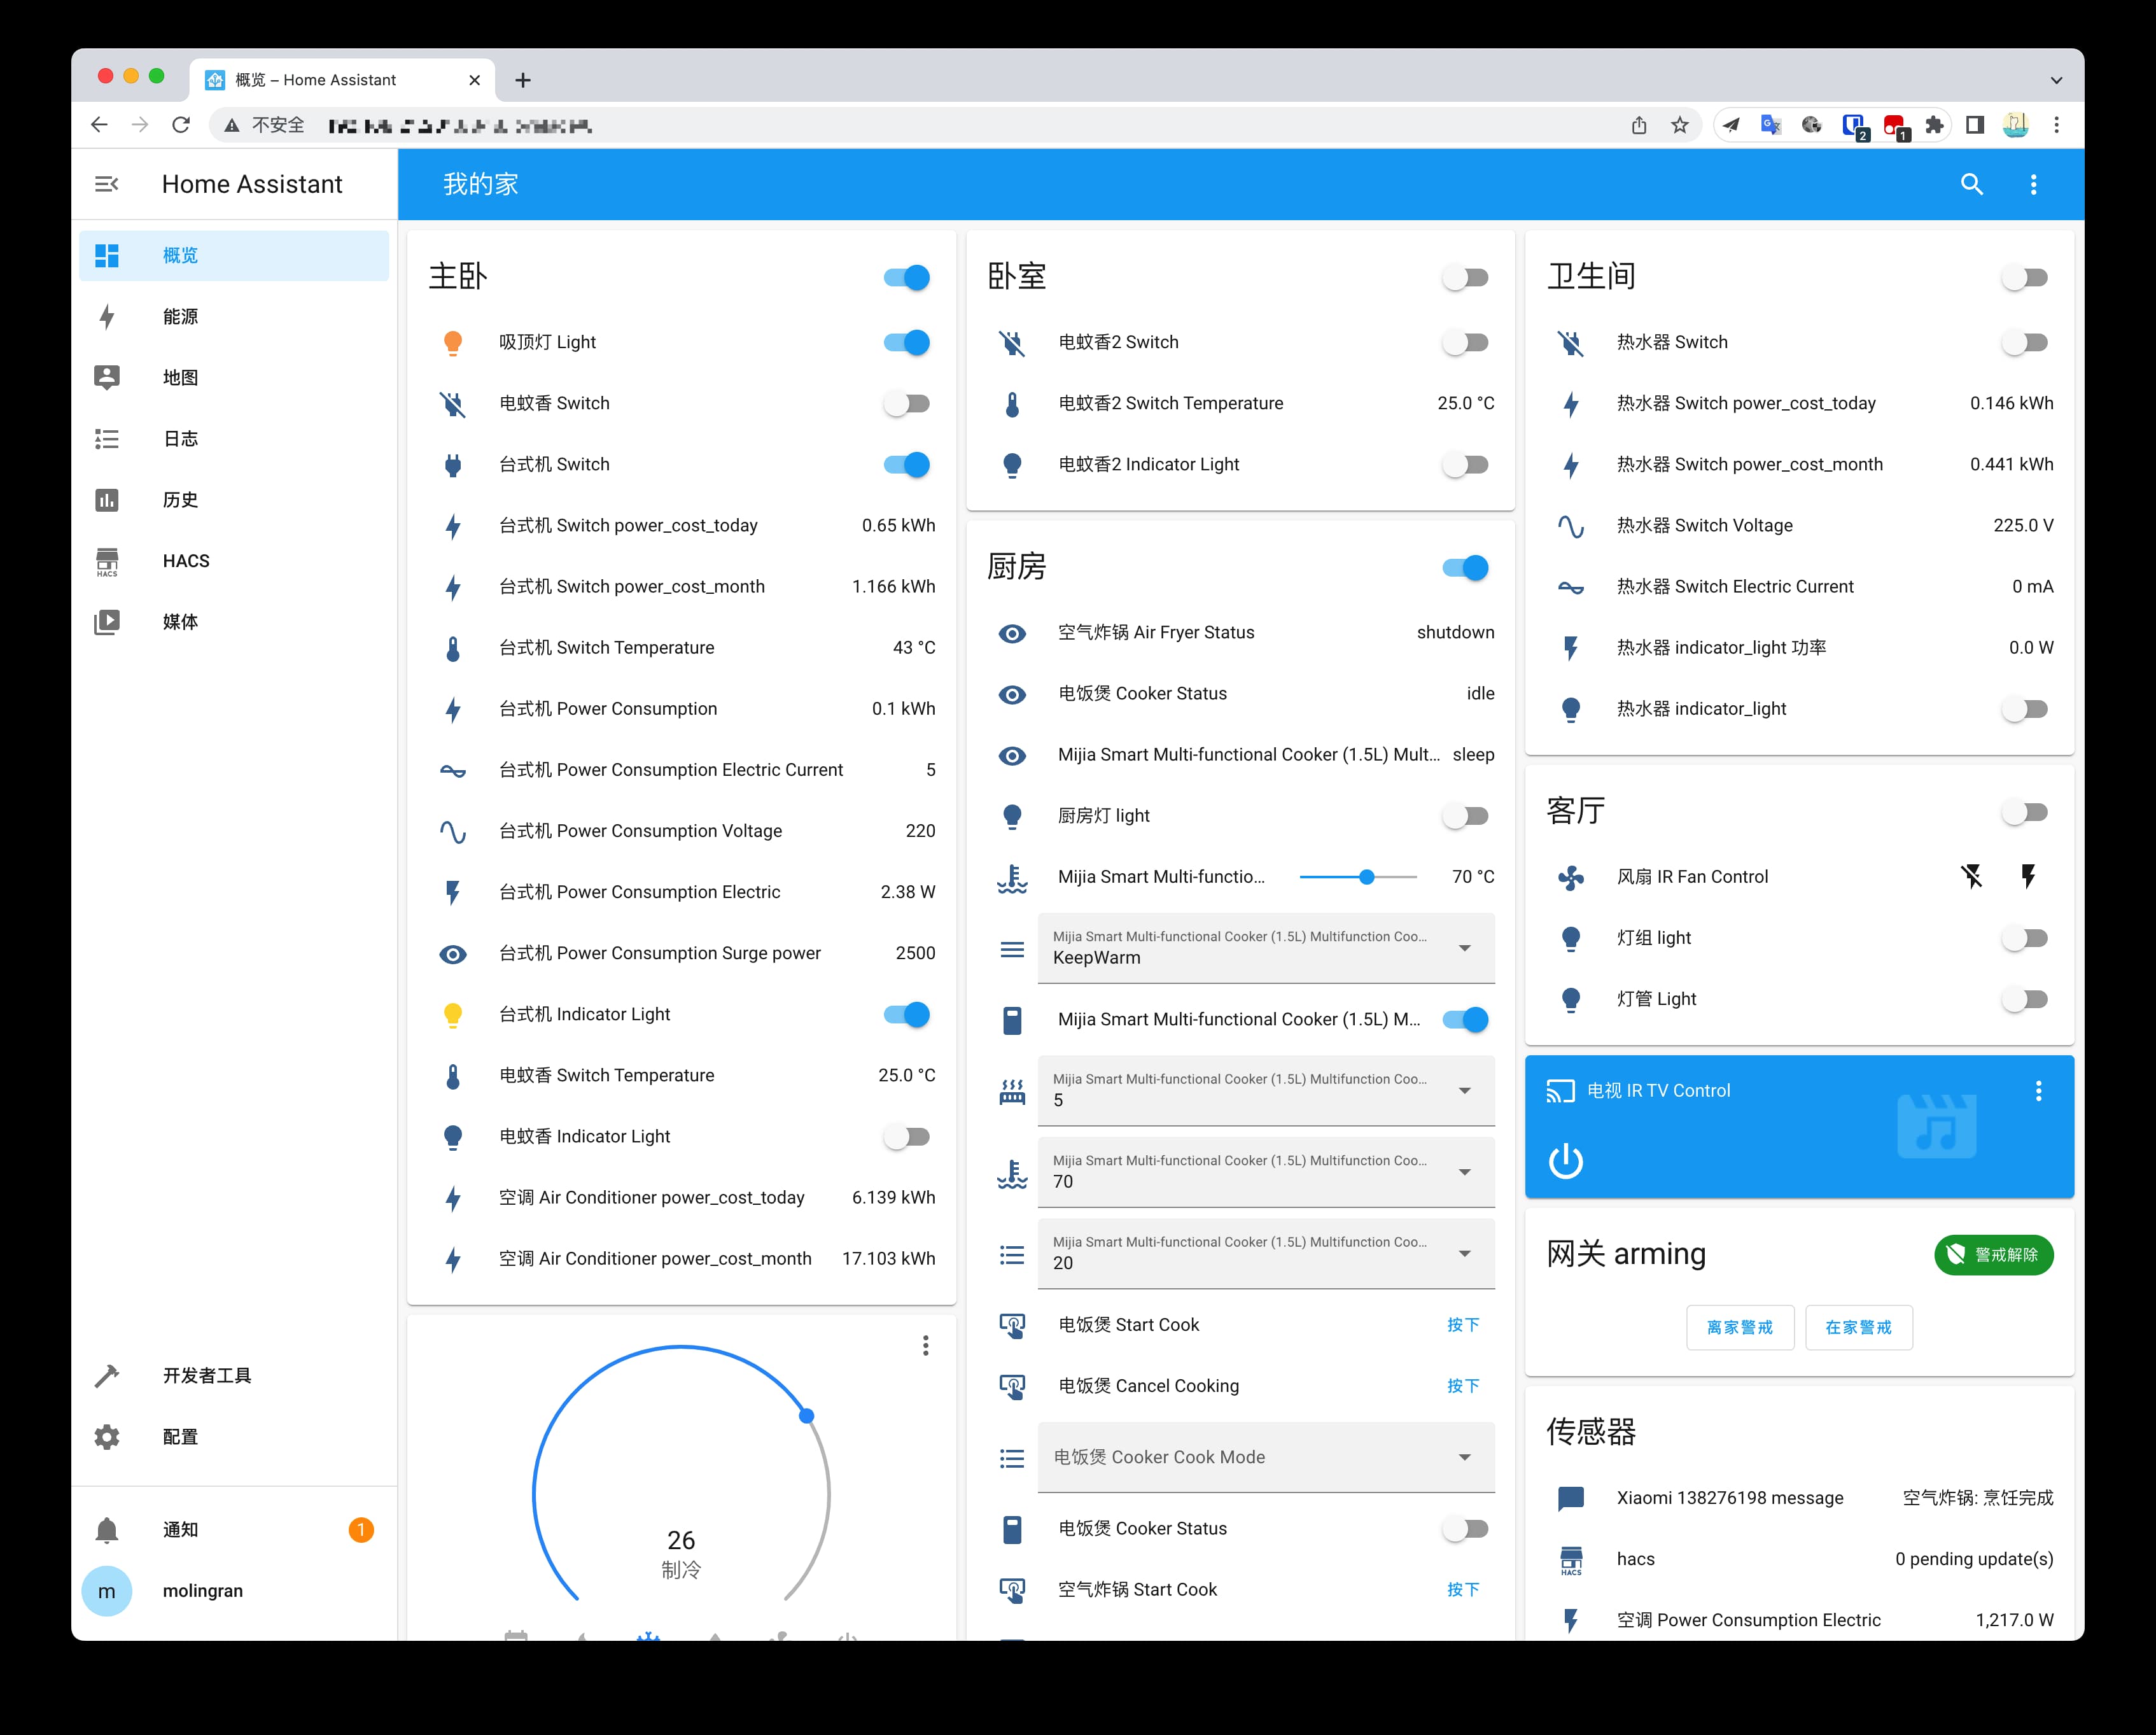 概览 – Home Assistant
不安全
2
1
Home Assistant
我的家
概览
能源
地图
日志
历史
HACS
HACS
媒体
开发者工具
配置
通知
1
m
molingran
主卧
吸顶灯 Light
电蚊香 Switch
台式机 Switch
台式机 Switch power_cost_today 0.65 kWh
台式机 Switch power_cost_month 1.166 kWh
台式机 Switch Temperature 43 °C
台式机 Power Consumption 0.1 kWh
台式机 Power Consumption Electric Current 5
台式机 Power Consumption Voltage 220
台式机 Power Consumption Electric 2.38 W
台式机 Power Consumption Surge power 2500
台式机 Indicator Light
电蚊香 Switch Temperature 25.0 °C
电蚊香 Indicator Light
空调 Air Conditioner power_cost_today 6.139 kWh
空调 Air Conditioner power_cost_month 17.103 kWh
26
制冷
卧室
电蚊香2 Switch
电蚊香2 Switch Temperature 25.0 °C
电蚊香2 Indicator Light
厨房
空气炸锅 Air Fryer Status shutdown
电饭煲 Cooker Status idle
Mijia Smart Multi-functional Cooker (1.5L) Mult... sleep
厨房灯 light
Mijia Smart Multi-functio... 70 °C
Mijia Smart Multi-functional Cooker (1.5L) Multifunction Coo...
KeepWarm
Mijia Smart Multi-functional Cooker (1.5L) M...
Mijia Smart Multi-functional Cooker (1.5L) Multifunction Coo...
5
Mijia Smart Multi-functional Cooker (1.5L) Multifunction Coo...
70
Mijia Smart Multi-functional Cooker (1.5L) Multifunction Coo...
20
电饭煲 Start Cook 按下
电饭煲 Cancel Cooking 按下
电饭煲 Cooker Cook Mode
电饭煲 Cooker Status
空气炸锅 Start Cook 按下
卫生间
热水器 Switch
热水器 Switch power_cost_today 0.146 kWh
热水器 Switch power_cost_month 0.441 kWh
热水器 Switch Voltage 225.0 V
热水器 Switch Electric Current 0 mA
热水器 indicator_light 功率 0.0 W
热水器 indicator_light
客厅
风扇 IR Fan Control
灯组 light
灯管 Light
电视 IR TV Control
网关 arming 警戒解除
离家警戒 在家警戒
传感器
Xiaomi 138276198 message 空气炸锅: 烹饪完成
HACS
hacs 0 pending update(s)
空调 Power Consumption Electric 1,217.0 W